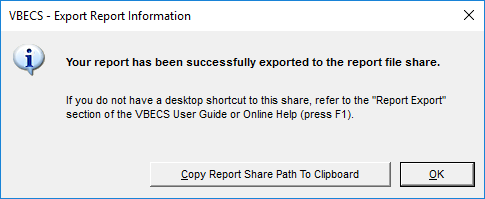 VBECS - Export Report Information
Your report has been successfully exported to the report file share.
If you do not have a desktop shortcut to this share, refer to the "Report Export"
section of the VBECS User Guide or Online Help (press F1).
Copy Report Share Path To Clipboard
OK